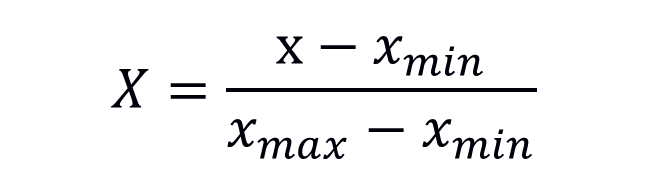 X = (x − x_min) / (x_max − x_min)